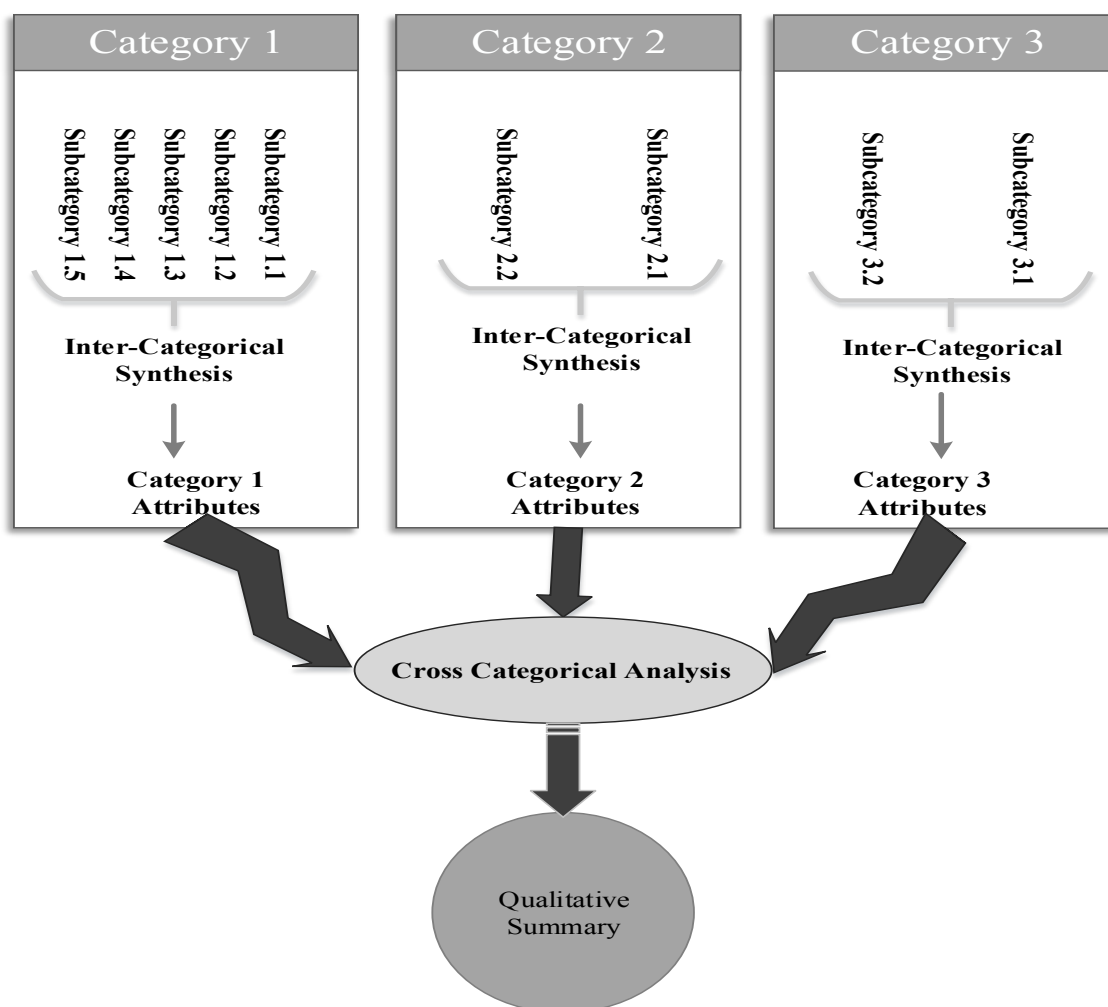 Category 1
Subcategory 1.5
Subcategory 1.4
Subcategory 1.3
Subcategory 1.2
Subcategory 1.1
Inter-Categorical
Synthesis
Category 1
Attributes
Category 2
Subcategory 2.2
Subcategory 2.1
Inter-Categorical
Synthesis
Category 2
Attributes
Category 3
Subcategory 3.2
Subcategory 3.1
Inter-Categorical
Synthesis
Category 3
Attributes
Cross Categorical Analysis
Qualitative
Summary